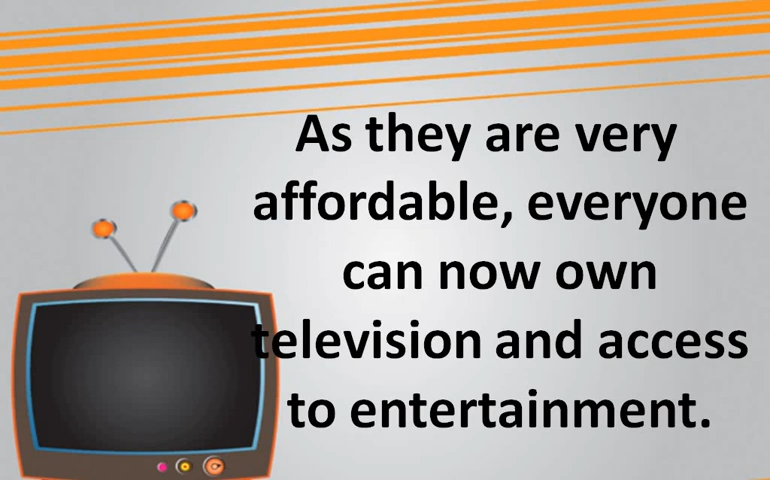 As they are very
affordable, everyone
can now own
television and access
to entertainment.